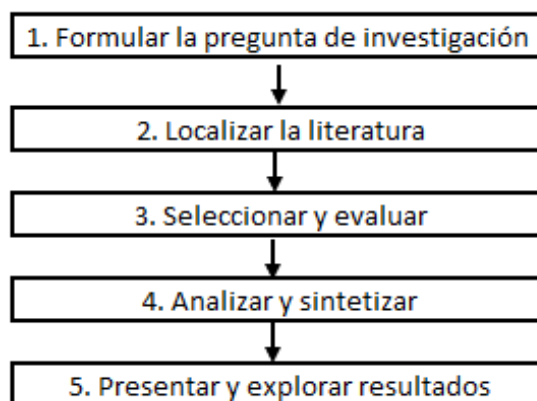 1. Formular la pregunta de investigación
2. Localizar la literatura
3. Seleccionar y evaluar
4. Analizar y sintetizar
5. Presentar y explorar resultados